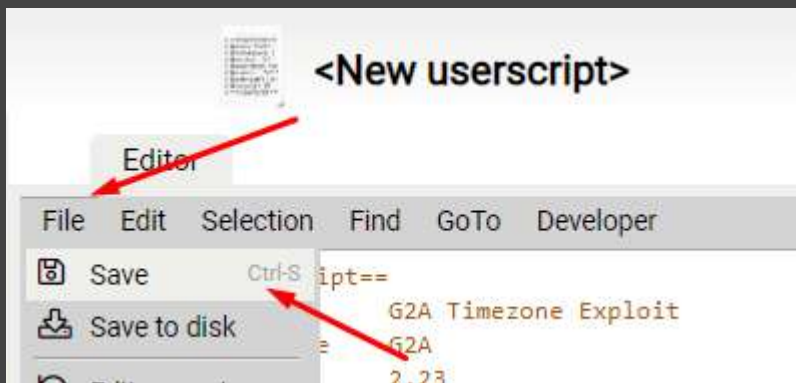 <New userscript>
Editor
File Edit Selection Find GoTo Developer
Save Ctrl-S ipt==
G2A Timezone Exploit
Save to disk
e G2A
2.23